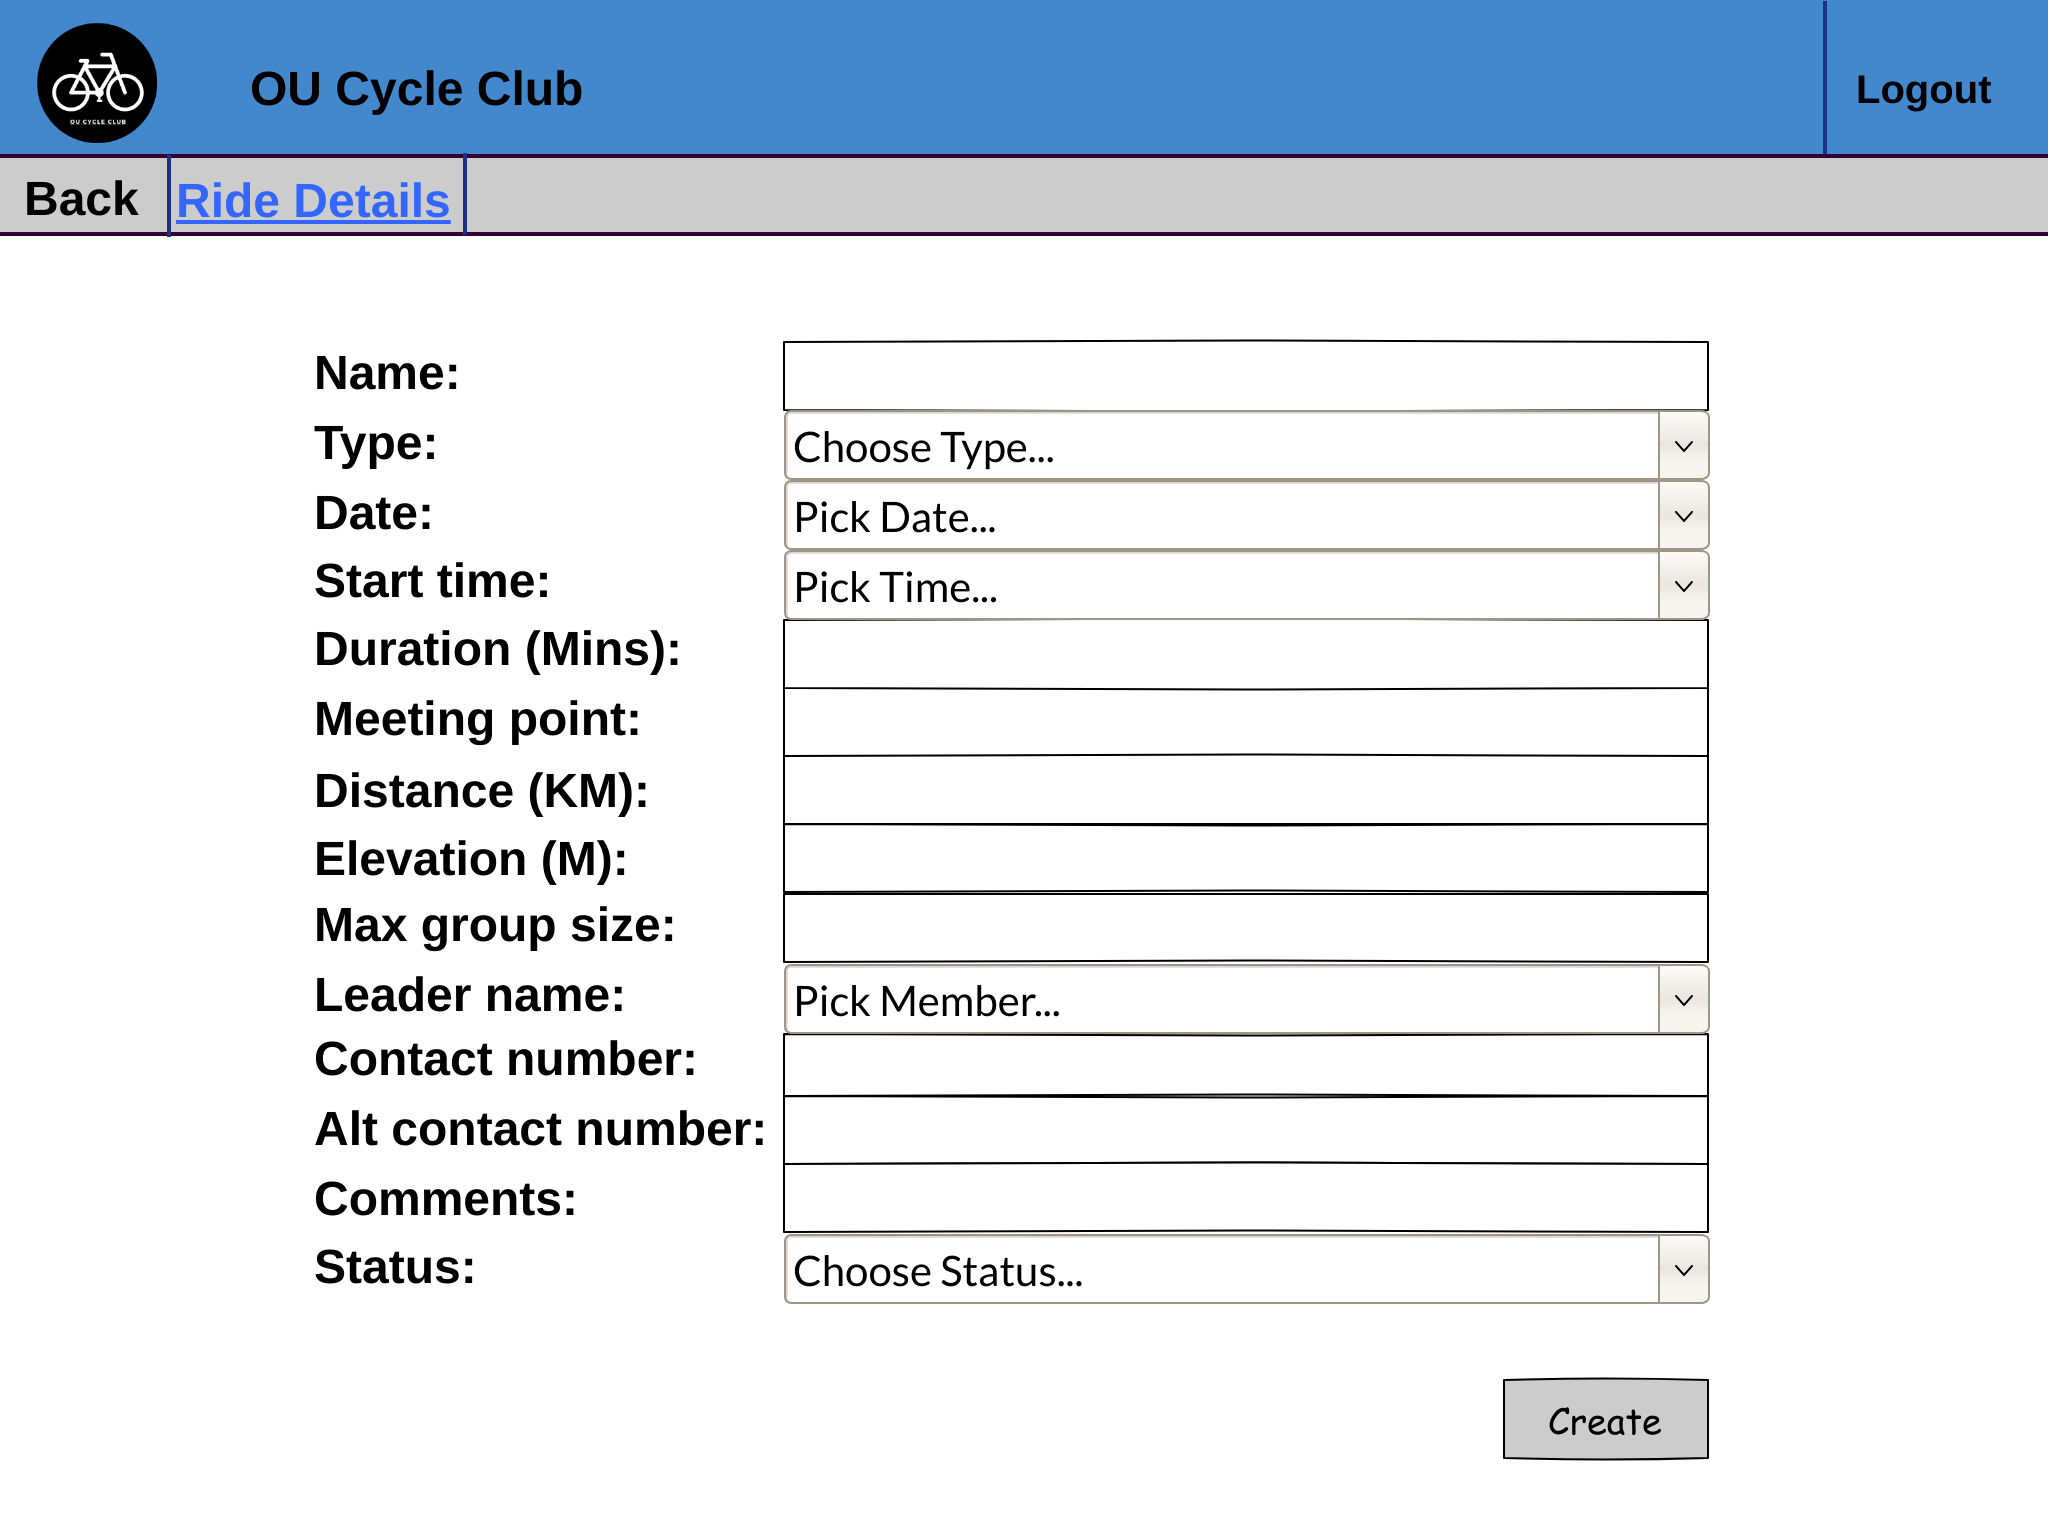 OU CYCLE CLUB
OU Cycle Club
Logout
Back
Ride Details
Name:
Type:
Choose Type...
Date:
Pick Date...
Start time:
Pick Time...
Duration (Mins):
Meeting point:
Distance (KM):
Elevation (M):
Max group size:
Leader name:
Pick Member...
Contact number:
Alt contact number:
Comments:
Status:
Choose Status...
Create